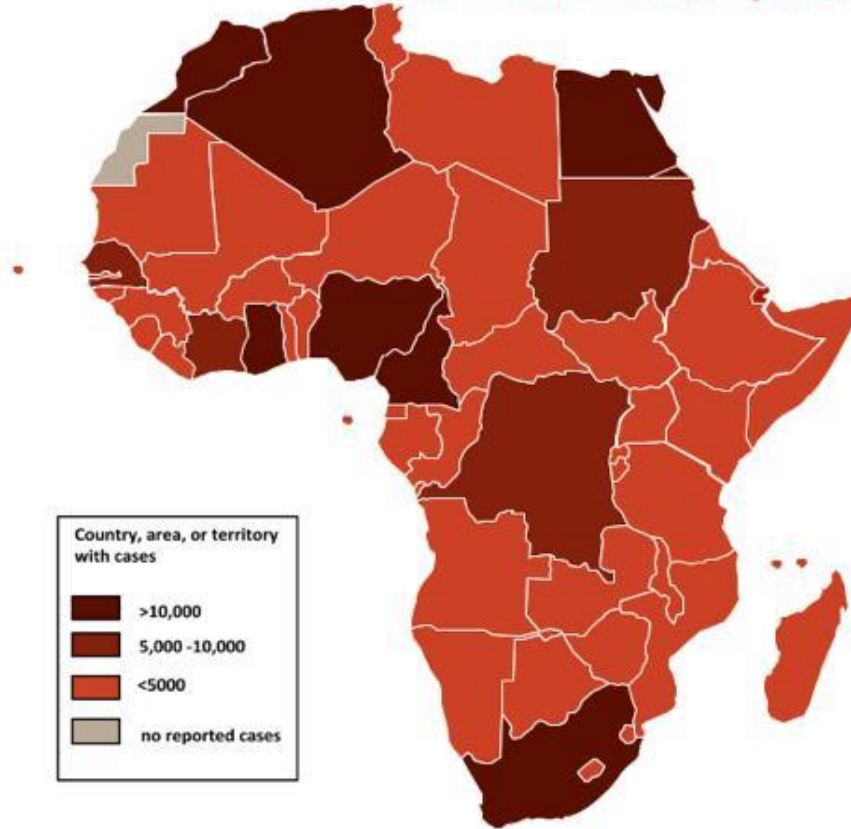 Country, area, or territory
with cases
>10,000
5,000 -10,000
<5000
no reported cases